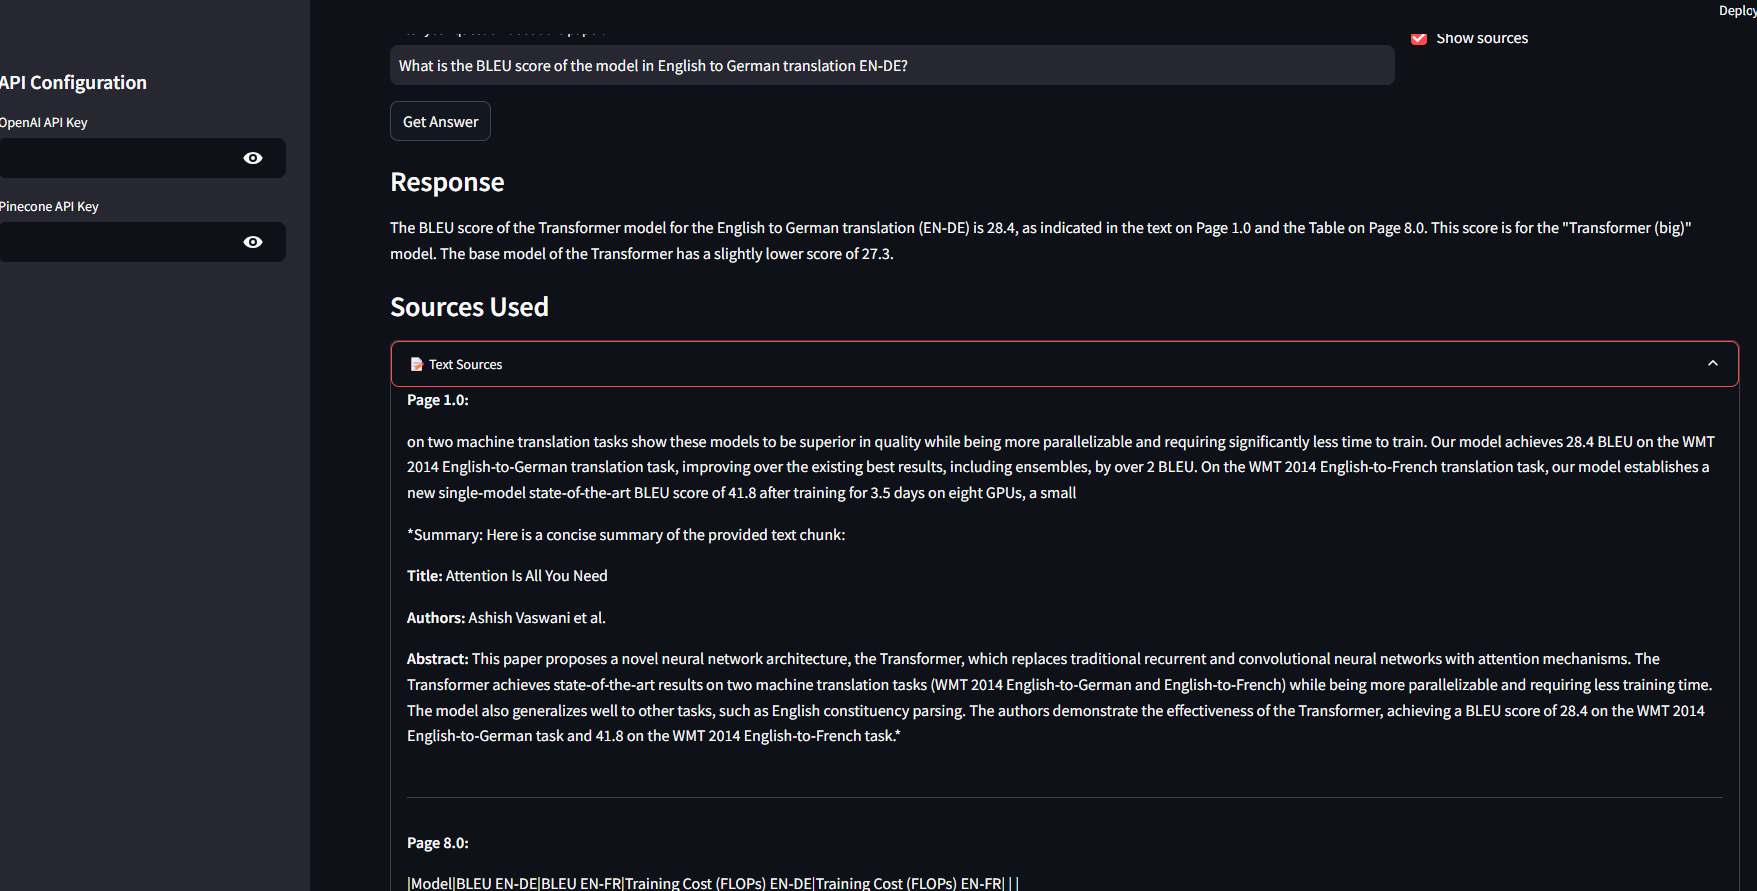 Deploy
API Configuration
OpenAI API Key
Pinecone API Key
Show sources
What is the BLEU score of the model in English to German translation EN-DE?
Get Answer
Response
The BLEU score of the Transformer model for the English to German translation (EN-DE) is 28.4, as indicated in the text on Page 1.0 and the Table on Page 8.0. This score is for the "Transformer (big)"
model. The base model of the Transformer has a slightly lower score of 27.3.
Sources Used
Text Sources
Page 1.0:
on two machine translation tasks show these models to be superior in quality while being more parallelizable and requiring significantly less time to train. Our model achieves 28.4 BLEU on the WMT
2014 English-to-German translation task, improving over the existing best results, including ensembles, by over 2 BLEU. On the WMT 2014 English-to-French translation task, our model establishes a
new single-model state-of-the-art BLEU score of 41.8 after training for 3.5 days on eight GPUs, a small
*Summary: Here is a concise summary of the provided text chunk:
Title: Attention Is All You Need
Authors: Ashish Vaswani et al.
Abstract: This paper proposes a novel neural network architecture, the Transformer, which replaces traditional recurrent and convolutional neural networks with attention mechanisms. The
Transformer achieves state-of-the-art results on two machine translation tasks (WMT 2014 English-to-German and English-to-French) while being more parallelizable and requiring less training time.
The model also generalizes well to other tasks, such as English constituency parsing. The authors demonstrate the effectiveness of the Transformer, achieving a BLEU score of 28.4 on the WMT 2014
English-to-German task and 41.8 on the WMT 2014 English-to-French task.*
Page 8.0:
|Model|BLEU EN-DE|BLEU EN-FR|Training Cost (FLOPs) EN-DE|Training Cost (FLOPs) EN-FR| | |